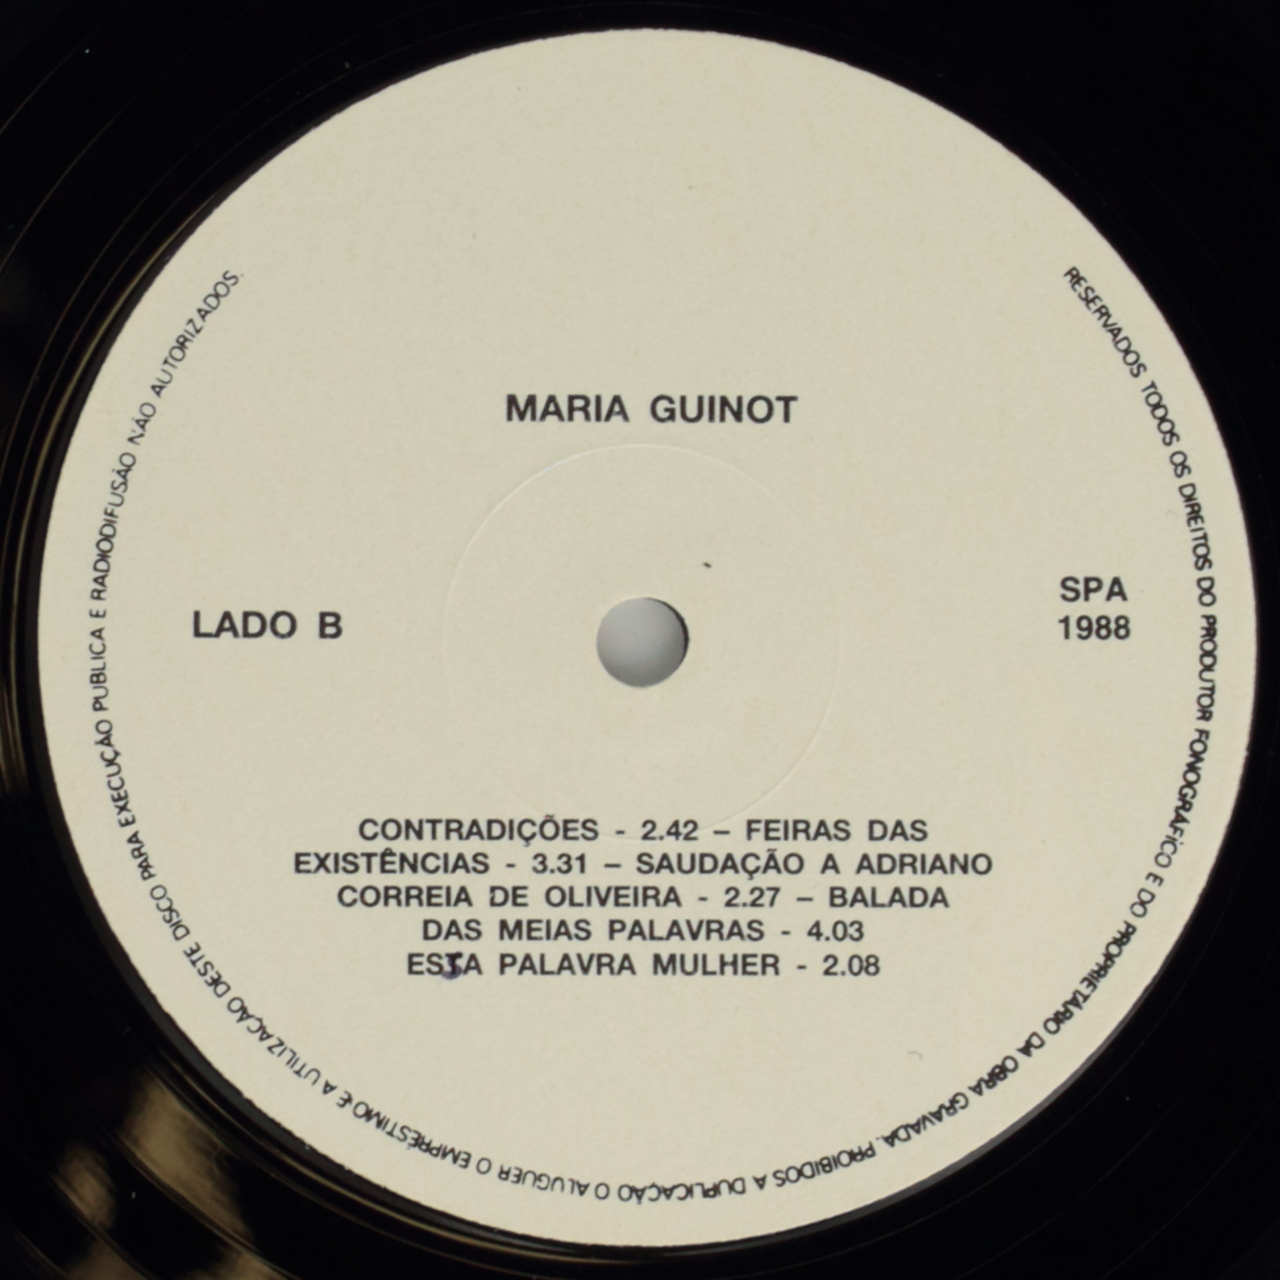 MARIA GUINOT
LADO B
SPA
1988
CONTRADIÇÕES - 2.42 – FEIRAS DAS
EXISTÊNCIAS - 3.31 – SAUDAÇÃO A ADRIANO
CORREIA DE OLIVEIRA - 2.27 – BALADA
DAS MEIAS PALAVRAS - 4.03
ESTA PALAVRA MULHER - 2.08
RESERVADOS TODOS OS DIREITOS DO PRODUTOR FONOGRAFICO E DO PROPRIETÁRIO DA OBRA GRAVADA. PROIBIDOS A DUPLICAÇÃO O ALUGUER O EMPRÉSTIMO E A UTILIZAÇÃO DESTE DISCO PARA EXECUÇÃO PUBLICA E RADIODIFUSÃO NÃO AUTORIZADOS.